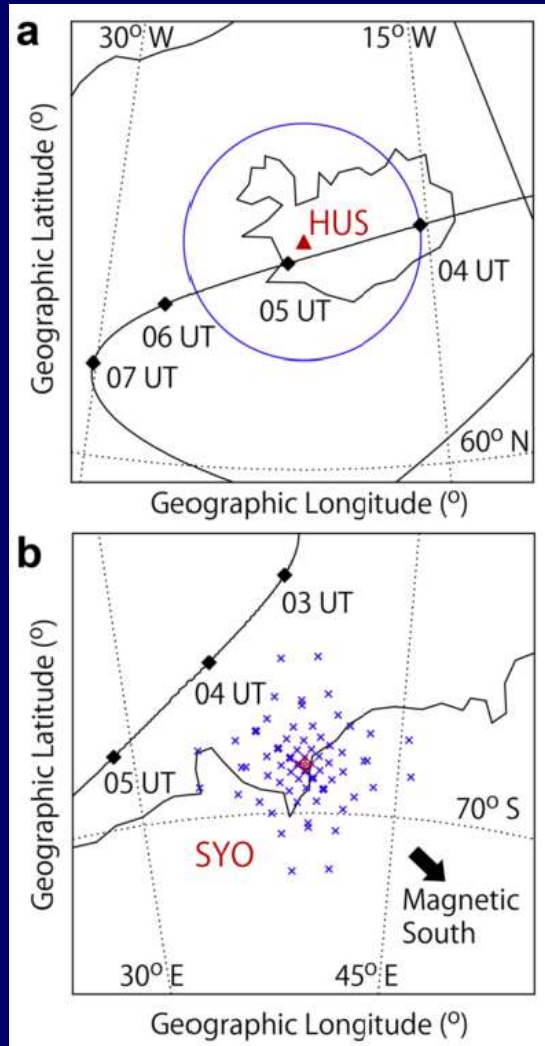 a
30° W
15° W
HUS
04 UT
05 UT
06 UT
07 UT
60° N
Geographic Latitude (°)
Geographic Longitude (°)
b
03 UT
04 UT
05 UT
70° S
SYO
Magnetic
South
30° E
45° E
Geographic Latitude (°)
Geographic Longitude (°)